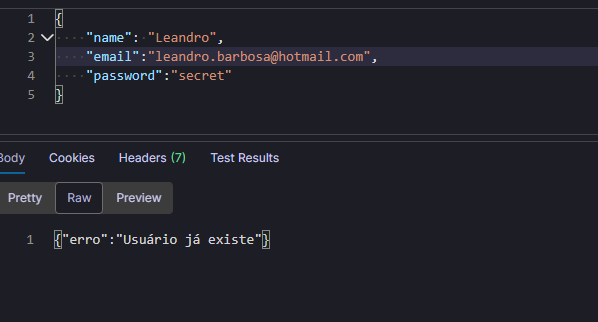 1 {
2 "name": "Leandro",
3 "email":"leandro.barbosa@hotmail.com",
4 "password":"secret"
5 }
Body Cookies Headers (7) Test Results
Pretty Raw Preview
1 {"erro":"Usuário já existe"}